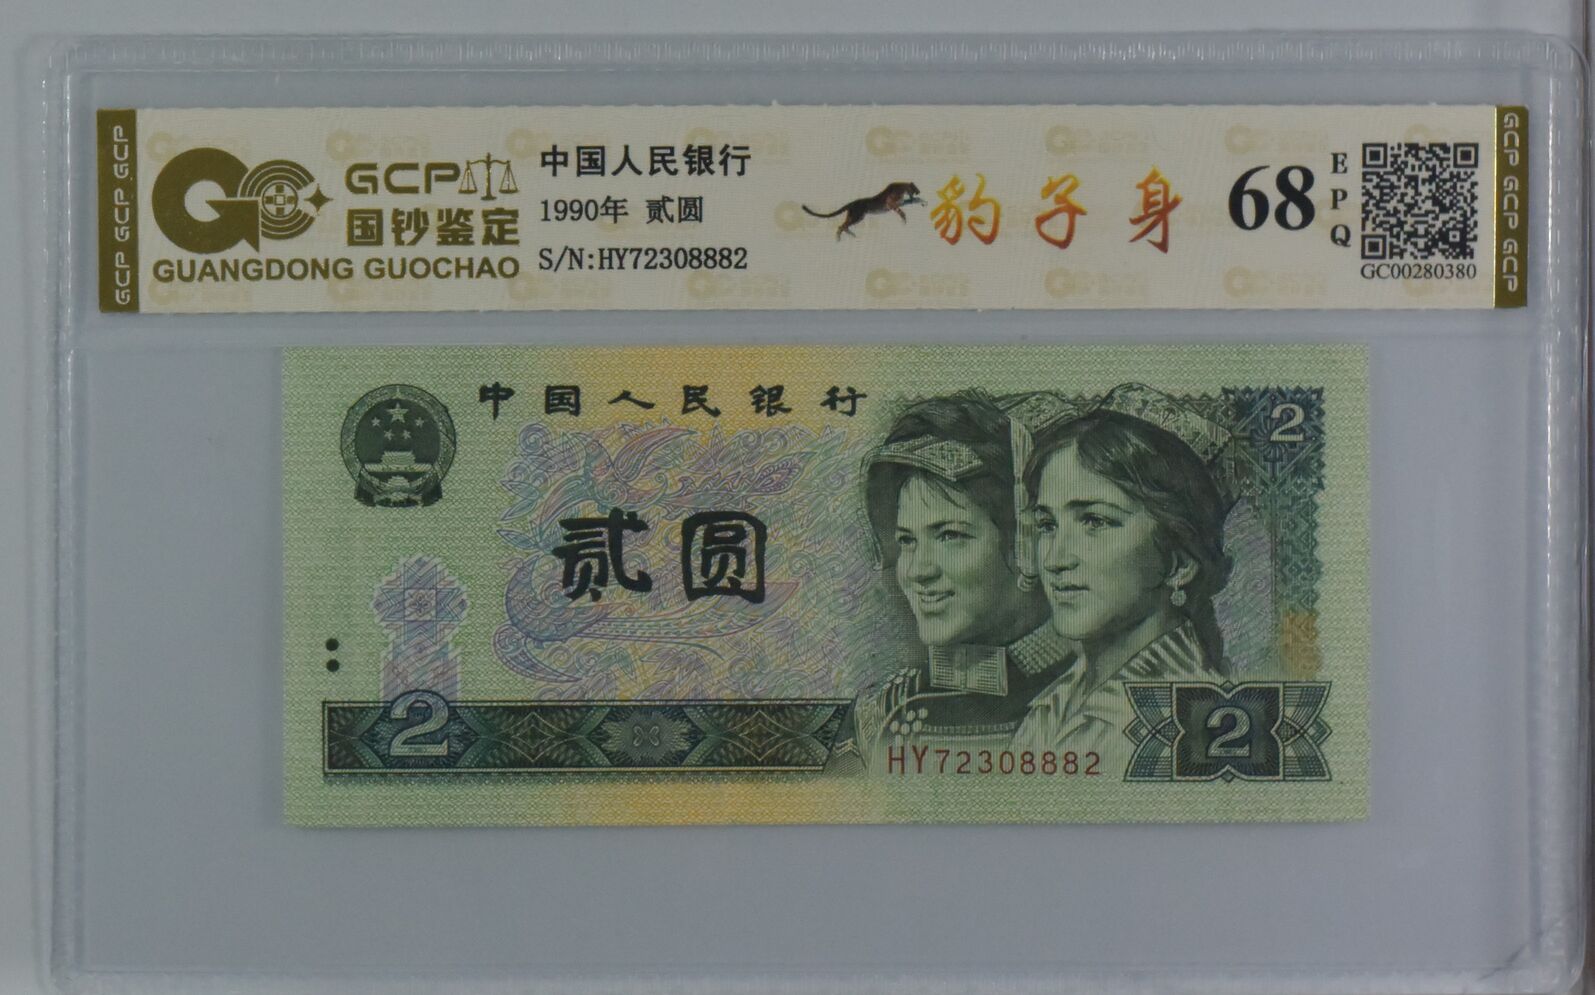 GCP GCP GCP
GCP
国钞鉴定
GUANGDONG GUOCHAO
中国人民银行
1990年 贰圆
S/N:HY72308882
豹子身
68
EPQ
GC00280380
GCP GCP GCP
中国人民银行
2
贰圆
2
HY72308882
2